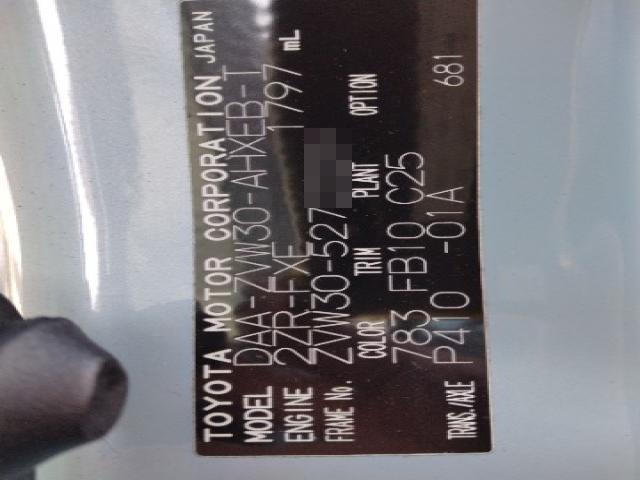 TOYOTA MOTOR CORPORATION JAPAN
MODEL DAA-ZVW30-AHXEB-T
ENGINE 2ZR-FXE 1797 mL
FRAME No. ZVW30-527
COLOR TRIM PLANT OPTION
783 FB10 C25
TRANS./AXLE P410 -01A 681